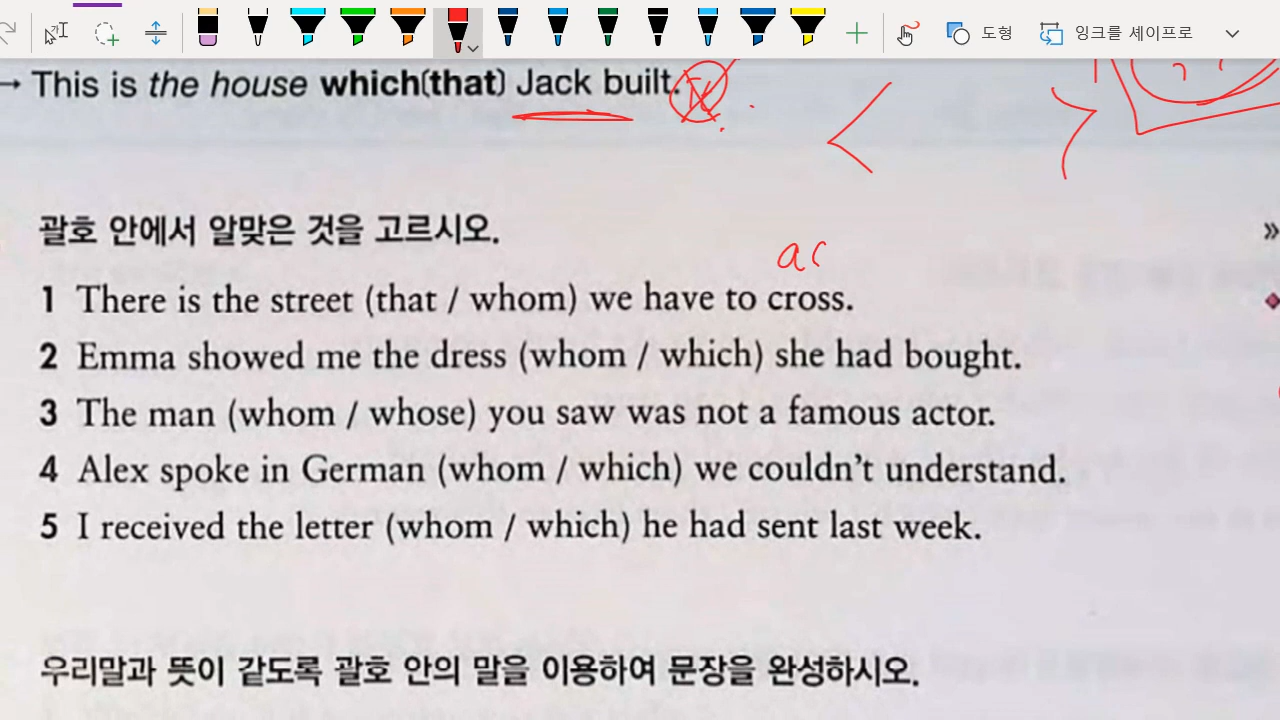 도형
잉크를 셰이프로
→ This is the house which(that) Jack built.
괄호 안에서 알맞은 것을 고르시오.
»
ac
1 There is the street (that / whom) we have to cross.
2 Emma showed me the dress (whom / which) she had bought.
3 The man (whom / whose) you saw was not a famous actor.
4 Alex spoke in German (whom / which) we couldn't understand.
5 I received the letter (whom / which) he had sent last week.
우리말과 뜻이 같도록 괄호 안의 말을 이용하여 문장을 완성하시오.